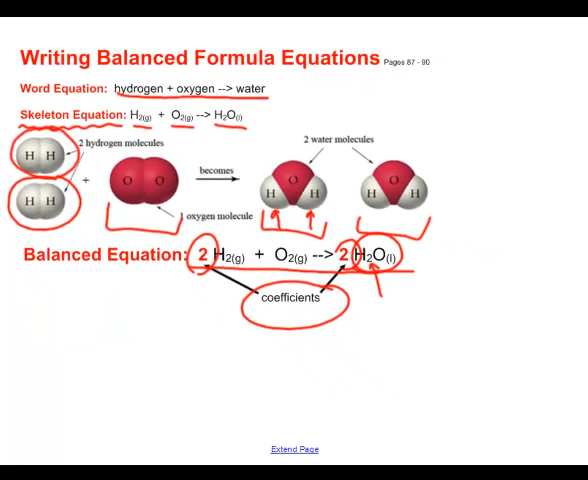 Writing Balanced Formula Equations Pages 87 - 90
Word Equation: hydrogen + oxygen --> water
Skeleton Equation: H2(g) + O2(g) --> H2O(l)
2 hydrogen molecules
2 water molecules
H H
H H
+
O O
becomes
O
H H
O
H H
1 oxygen molecule
Balanced Equation: 2 H2(g) + O2(g) --> 2 H2O(l)
coefficients
Extend Page